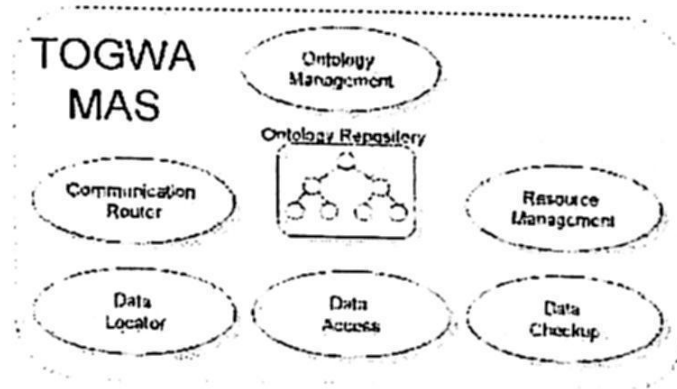 TOGWA
MAS
Ontology
Management
Ontology Repository
Communication
Router
Resource
Management
Data
Locator
Data
Access
Data
Checkup